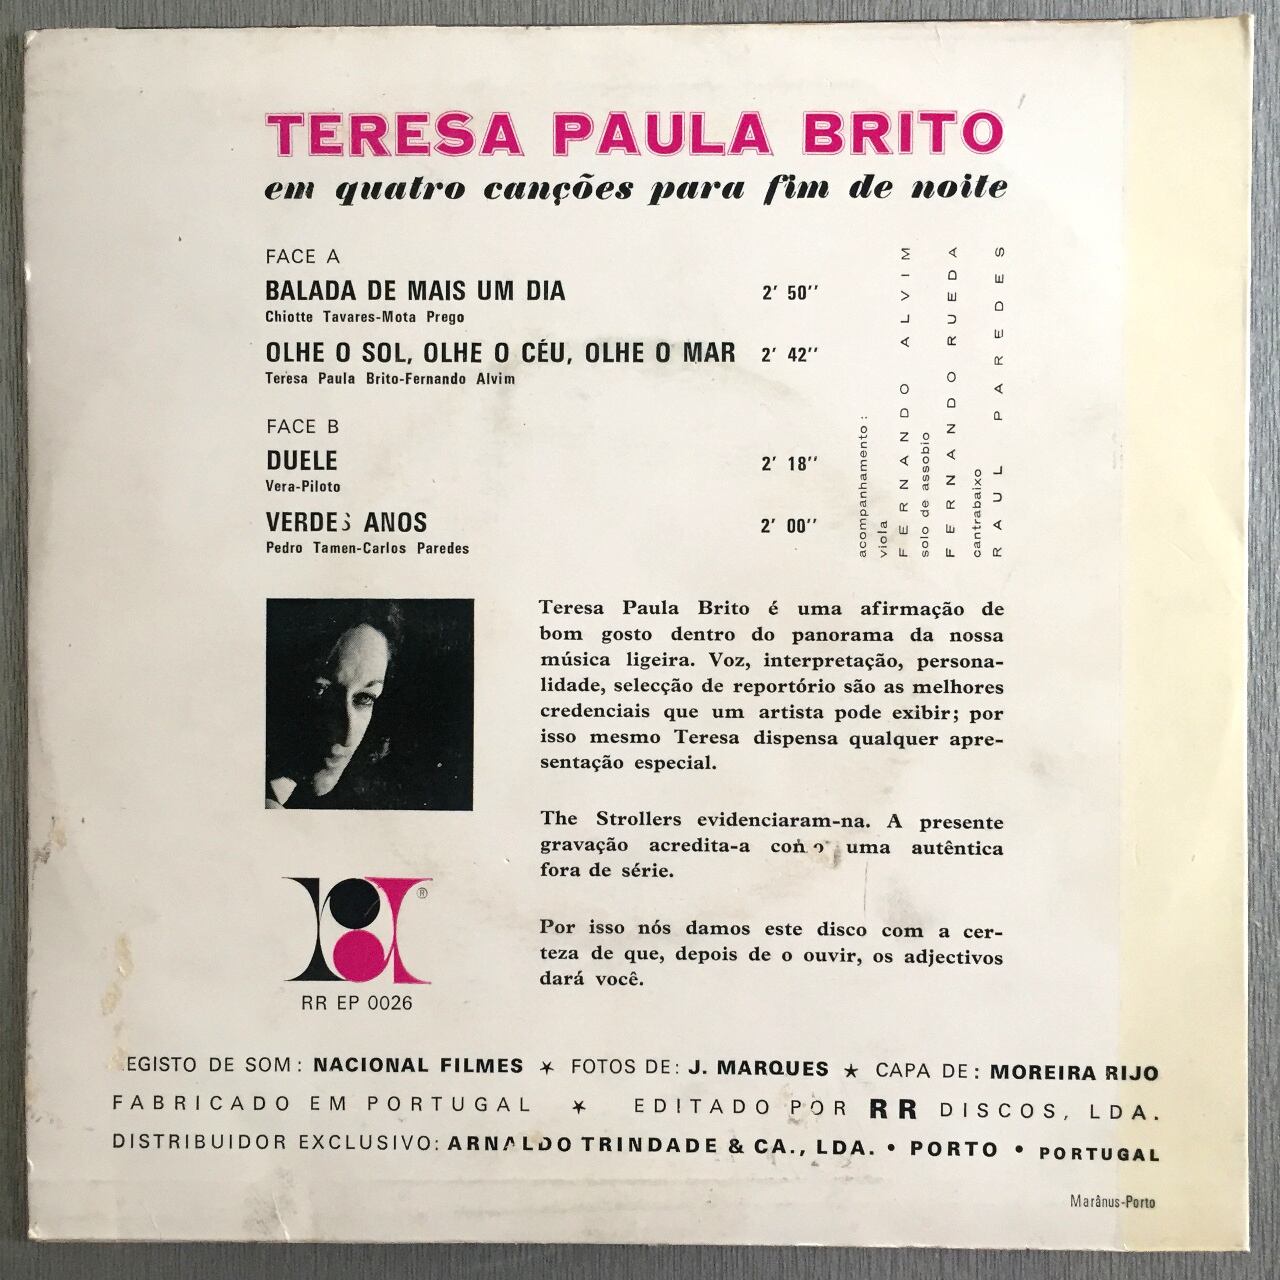 TERESA PAULA BRITO
em quatro canções para fim de noite
FACE A
BALADA DE MAIS UM DIA 2' 50''
Chiotte Tavares-Mota Prego
OLHE O SOL, OLHE O CÉU, OLHE O MAR 2' 42''
Teresa Paula Brito-Fernando Alvim
FACE B
DUELE 2' 18''
Vera-Piloto
VERDES ANOS 2' 00''
Pedro Tamen-Carlos Paredes
acompanhamento :
viola
FERNANDO ALVIM
solo de assobio
FERNANDO RUEDA
cantrabaixo
RAUL PAREDES
Teresa Paula Brito é uma afirmação de
bom gosto dentro do panorama da nossa
música ligeira. Voz, interpretação, persona-
lidade, selecção de reportório são as melhores
credenciais que um artista pode exibir; por
isso mesmo Teresa dispensa qualquer apre-
sentação especial.
The Strollers evidenciaram-na. A presente
gravação acredita-a como uma autêntica
fora de série.
Por isso nós damos este disco com a cer-
teza de que, depois de o ouvir, os adjectivos
dará você.
®
RR EP 0026
EGISTO DE SOM: NACIONAL FILMES ★ FOTOS DE: J. MARQUES ★ CAPA DE: MOREIRA RIJO
FABRICADO EM PORTUGAL ★ EDITADO POR RR DISCOS, LDA.
DISTRIBUIDOR EXCLUSIVO: ARNALDO TRINDADE & CA., LDA. • PORTO • PORTUGAL
Marânus-Porto